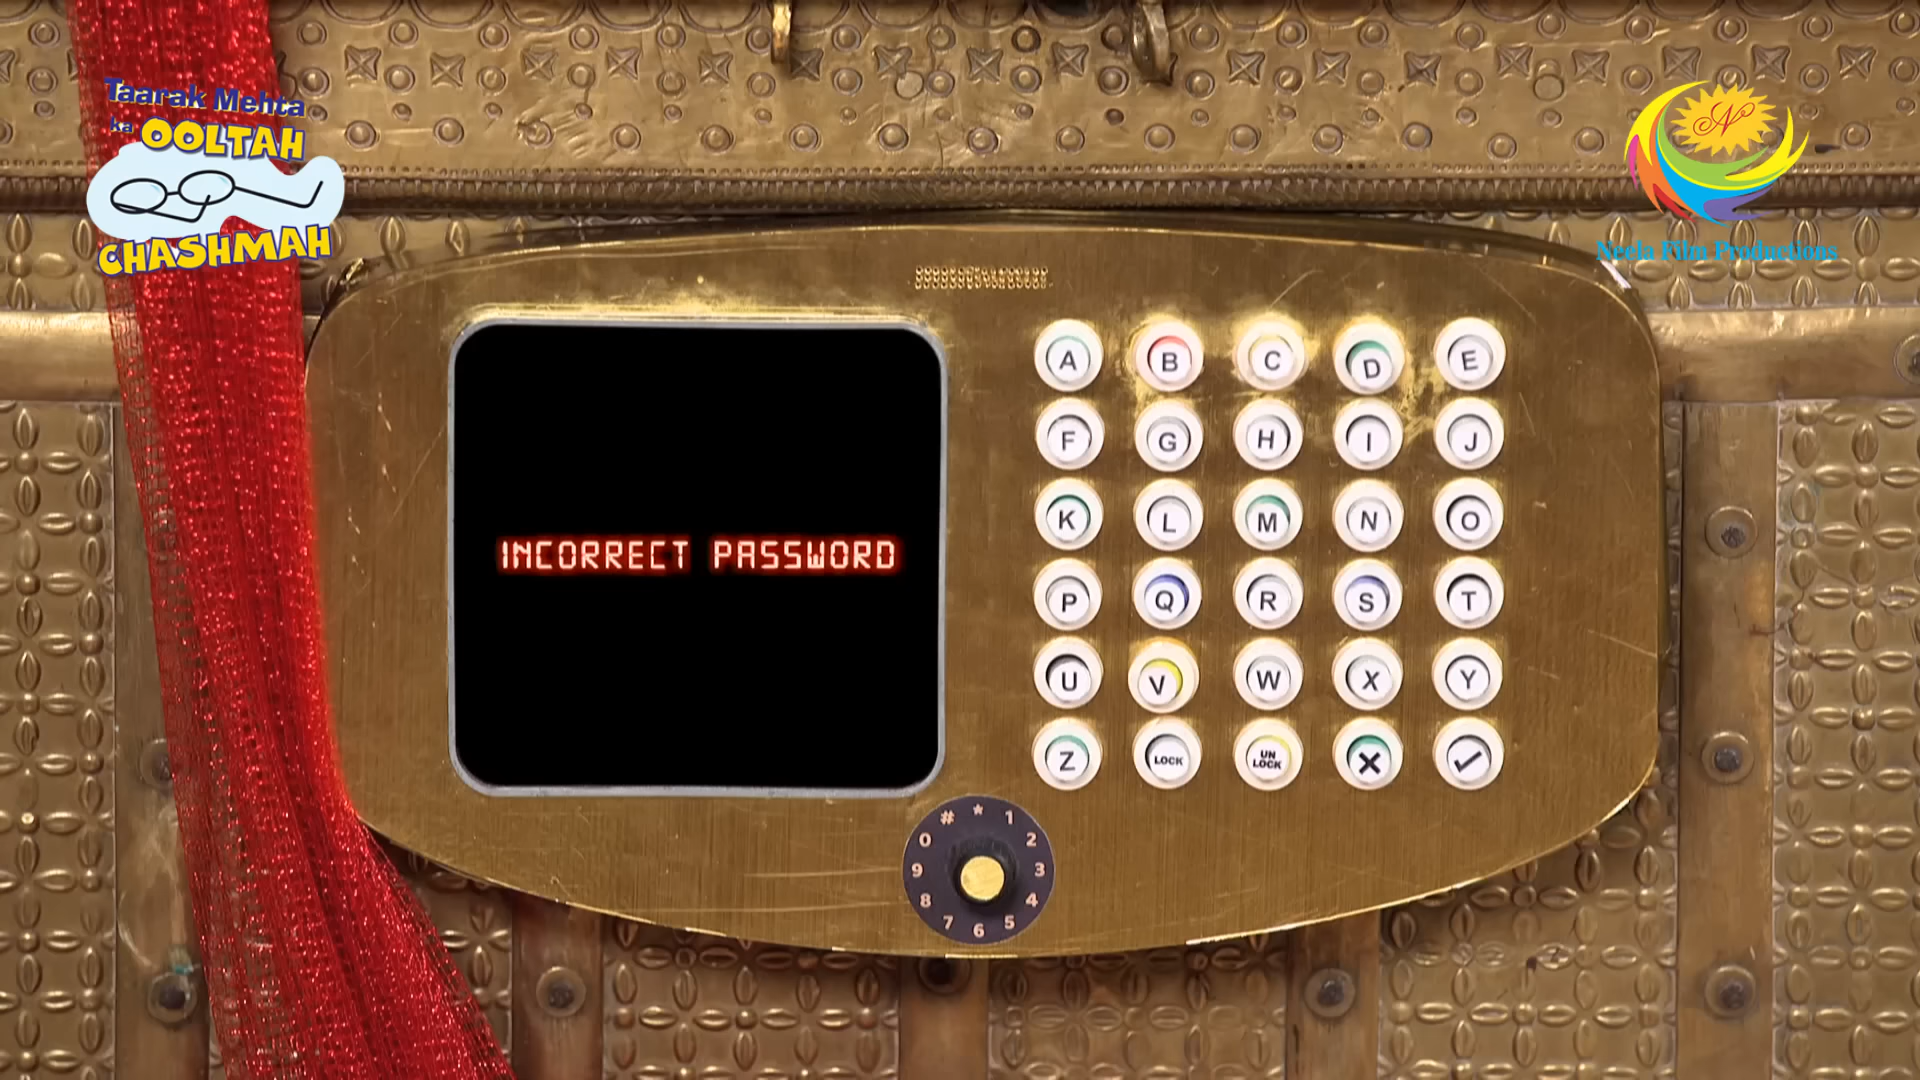 Taarak Mehta
ka OOLTAH
CHASHMAH
Neela Film Productions
INCORRECT PASSWORD
A B C D E
F G H I J
K L M N O
P Q R S T
U V W X Y
Z LOCK UN LOCK
# * 1 2 3 4 5 6 7 8 9 0